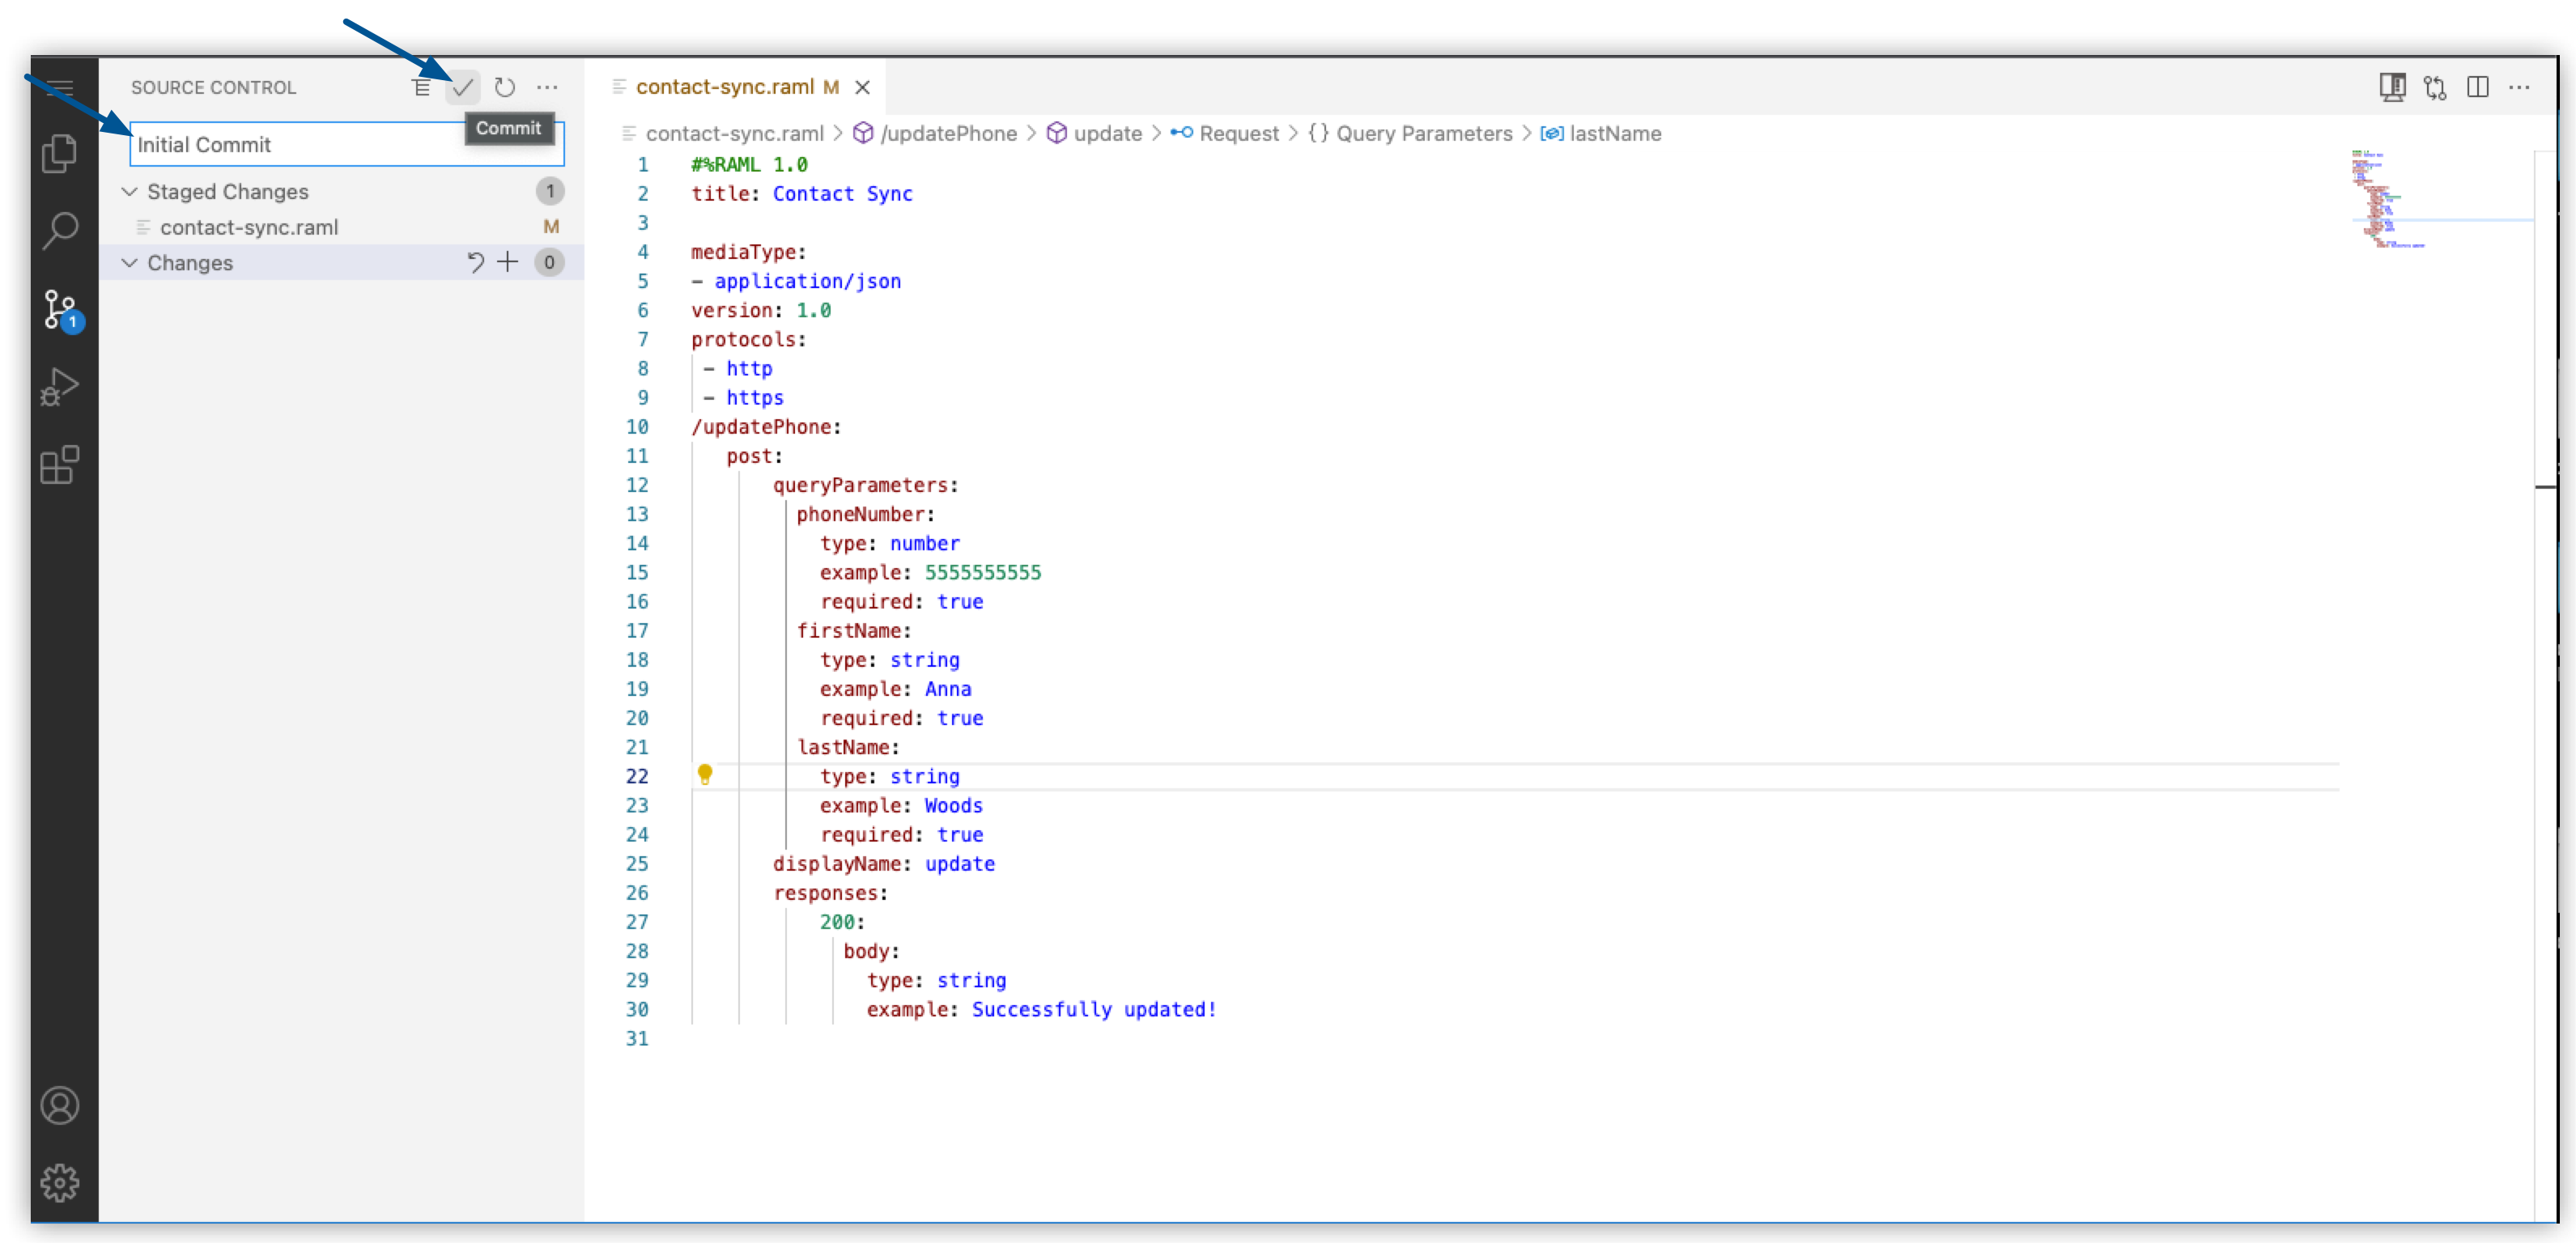 SOURCE CONTROL
Commit
Initial Commit
Staged Changes 1
contact-sync.raml M
Changes 0
1
contact-sync.raml M
contact-sync.raml > /updatePhone > update > Request > {} Query Parameters > lastName
1 #%RAML 1.0
2 title: Contact Sync
3
4 mediaType:
5 - application/json
6 version: 1.0
7 protocols:
8 - http
9 - https
10 /updatePhone:
11 post:
12 queryParameters:
13 phoneNumber:
14 type: number
15 example: 5555555555
16 required: true
17 firstName:
18 type: string
19 example: Anna
20 required: true
21 lastName:
22 type: string
23 example: Woods
24 required: true
25 displayName: update
26 responses:
27 200:
28 body:
29 type: string
30 example: Successfully updated!
31